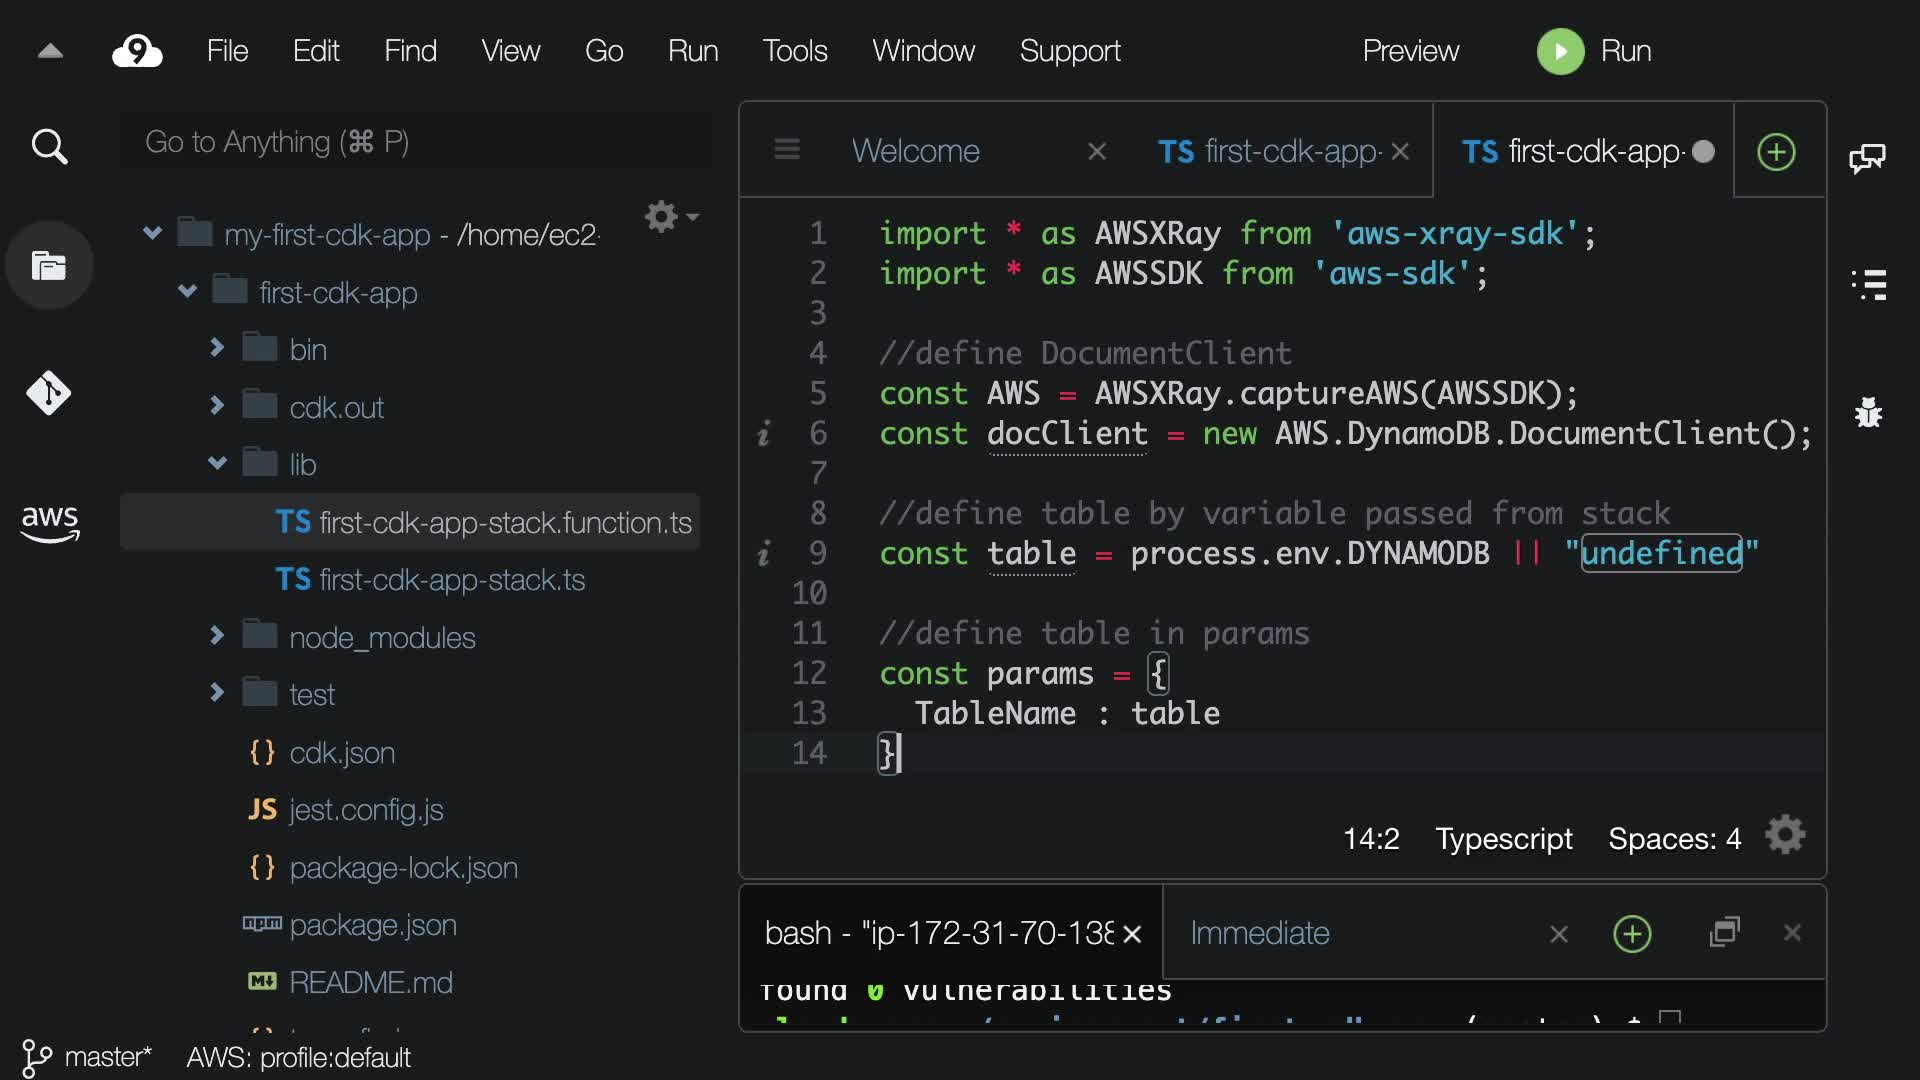 9 File Edit Find View Go Run Tools Window Support Preview Run
Go to Anything (⌘ P)
my-first-cdk-app - /home/ec2-
first-cdk-app
bin
cdk.out
lib
TS first-cdk-app-stack.function.ts
TS first-cdk-app-stack.ts
node_modules
test
{} cdk.json
JS jest.config.js
{} package-lock.json
package.json
M↓ README.md
aws
Welcome
TS first-cdk-app-
TS first-cdk-app-
1 import * as AWSXRay from 'aws-xray-sdk';
2 import * as AWSSDK from 'aws-sdk';
3
4 //define DocumentClient
5 const AWS = AWSXRay.captureAWS(AWSSDK);
i 6 const docClient = new AWS.DynamoDB.DocumentClient();
7
8 //define table by variable passed from stack
i 9 const table = process.env.DYNAMODB || "undefined"
10
11 //define table in params
12 const params = {
13 TableName : table
14 }
14:2 Typescript Spaces: 4
bash - "ip-172-31-70-138
Immediate
found 0 vulnerabilities
master* AWS: profile:default